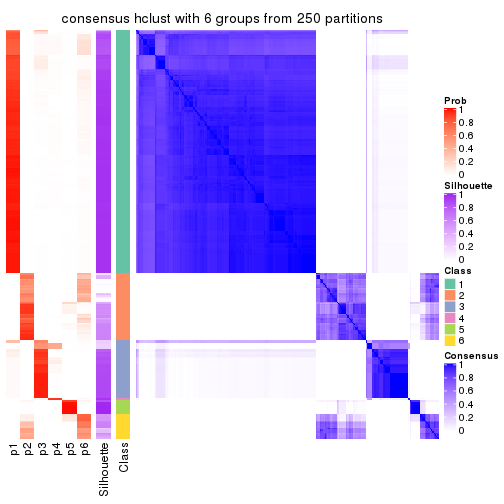 consensus hclust with 6 groups from 250 partitions
Prob
1
0.8
0.6
0.4
0.2
0
Silhouette
1
0.8
0.6
0.4
0.2
0
Class
1
2
3
4
5
6
Consensus
1
0.8
0.6
0.4
0.2
0
p1
p2
p3
p4
p5
p6
Silhouette
Class